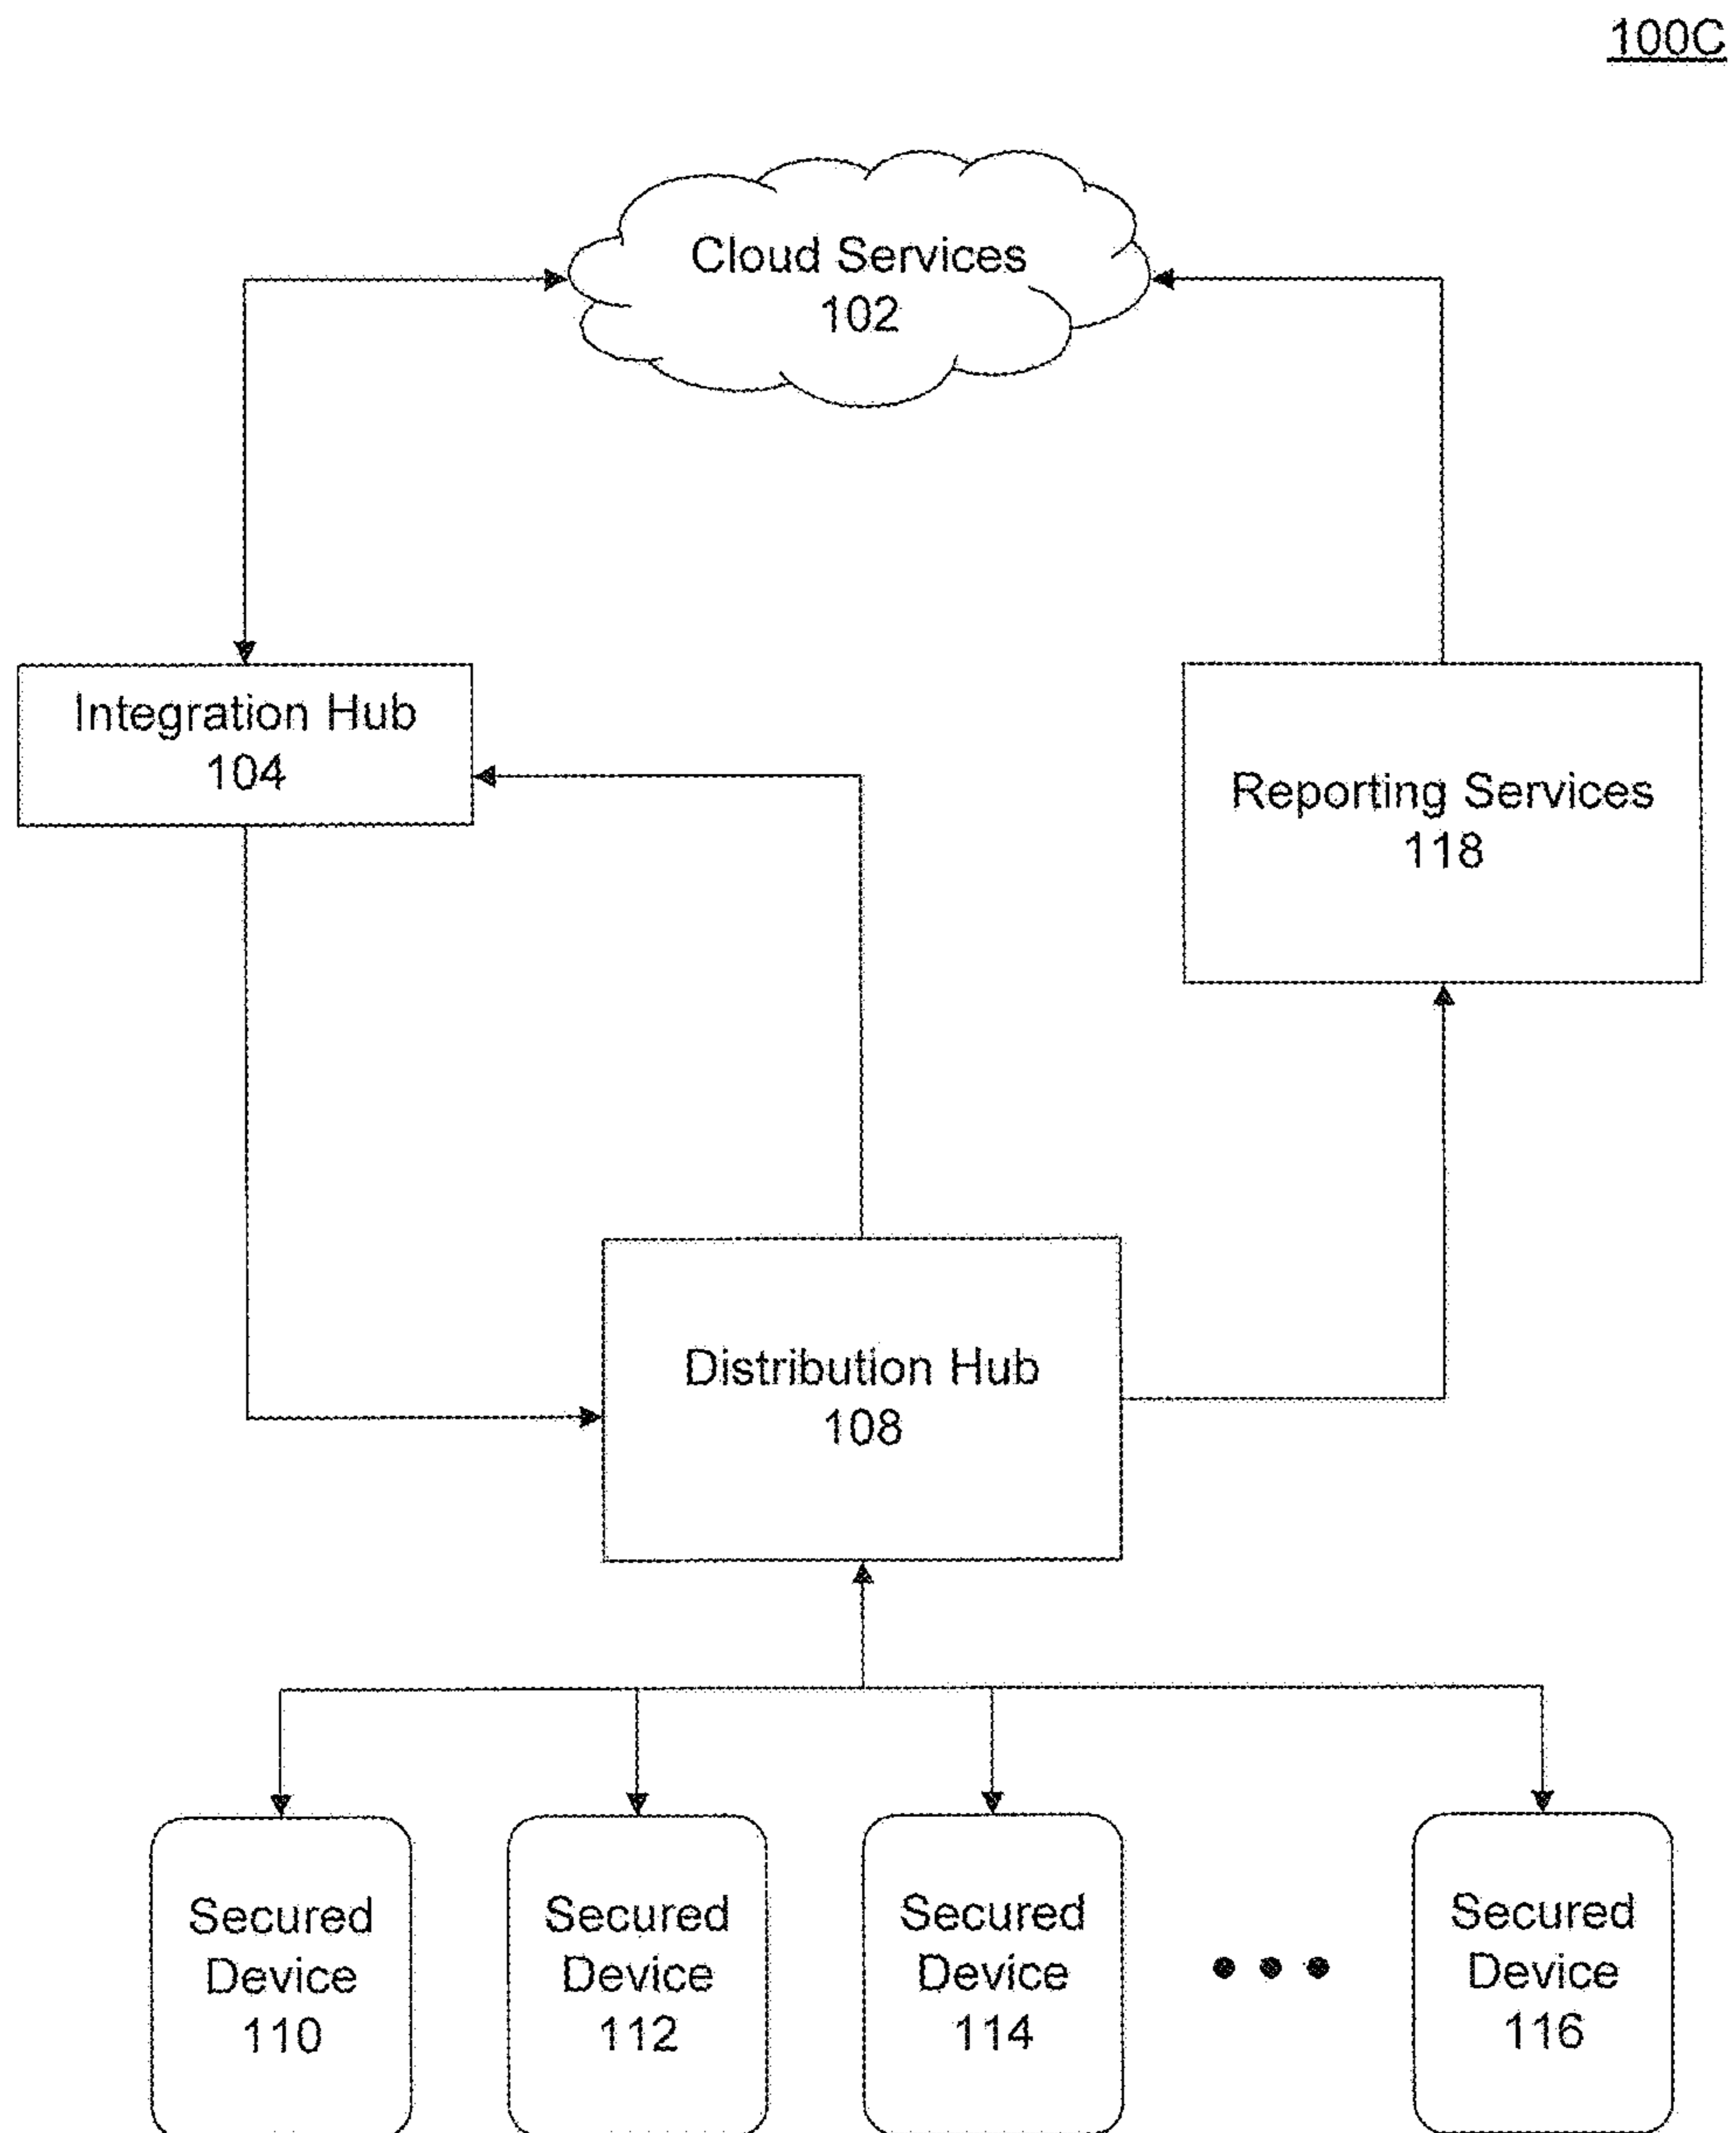 100C
Cloud Services
102
Integration Hub
104
Reporting Services
118
Distribution Hub
108
Secured
Device
110
Secured
Device
112
Secured
Device
114
Secured
Device
116